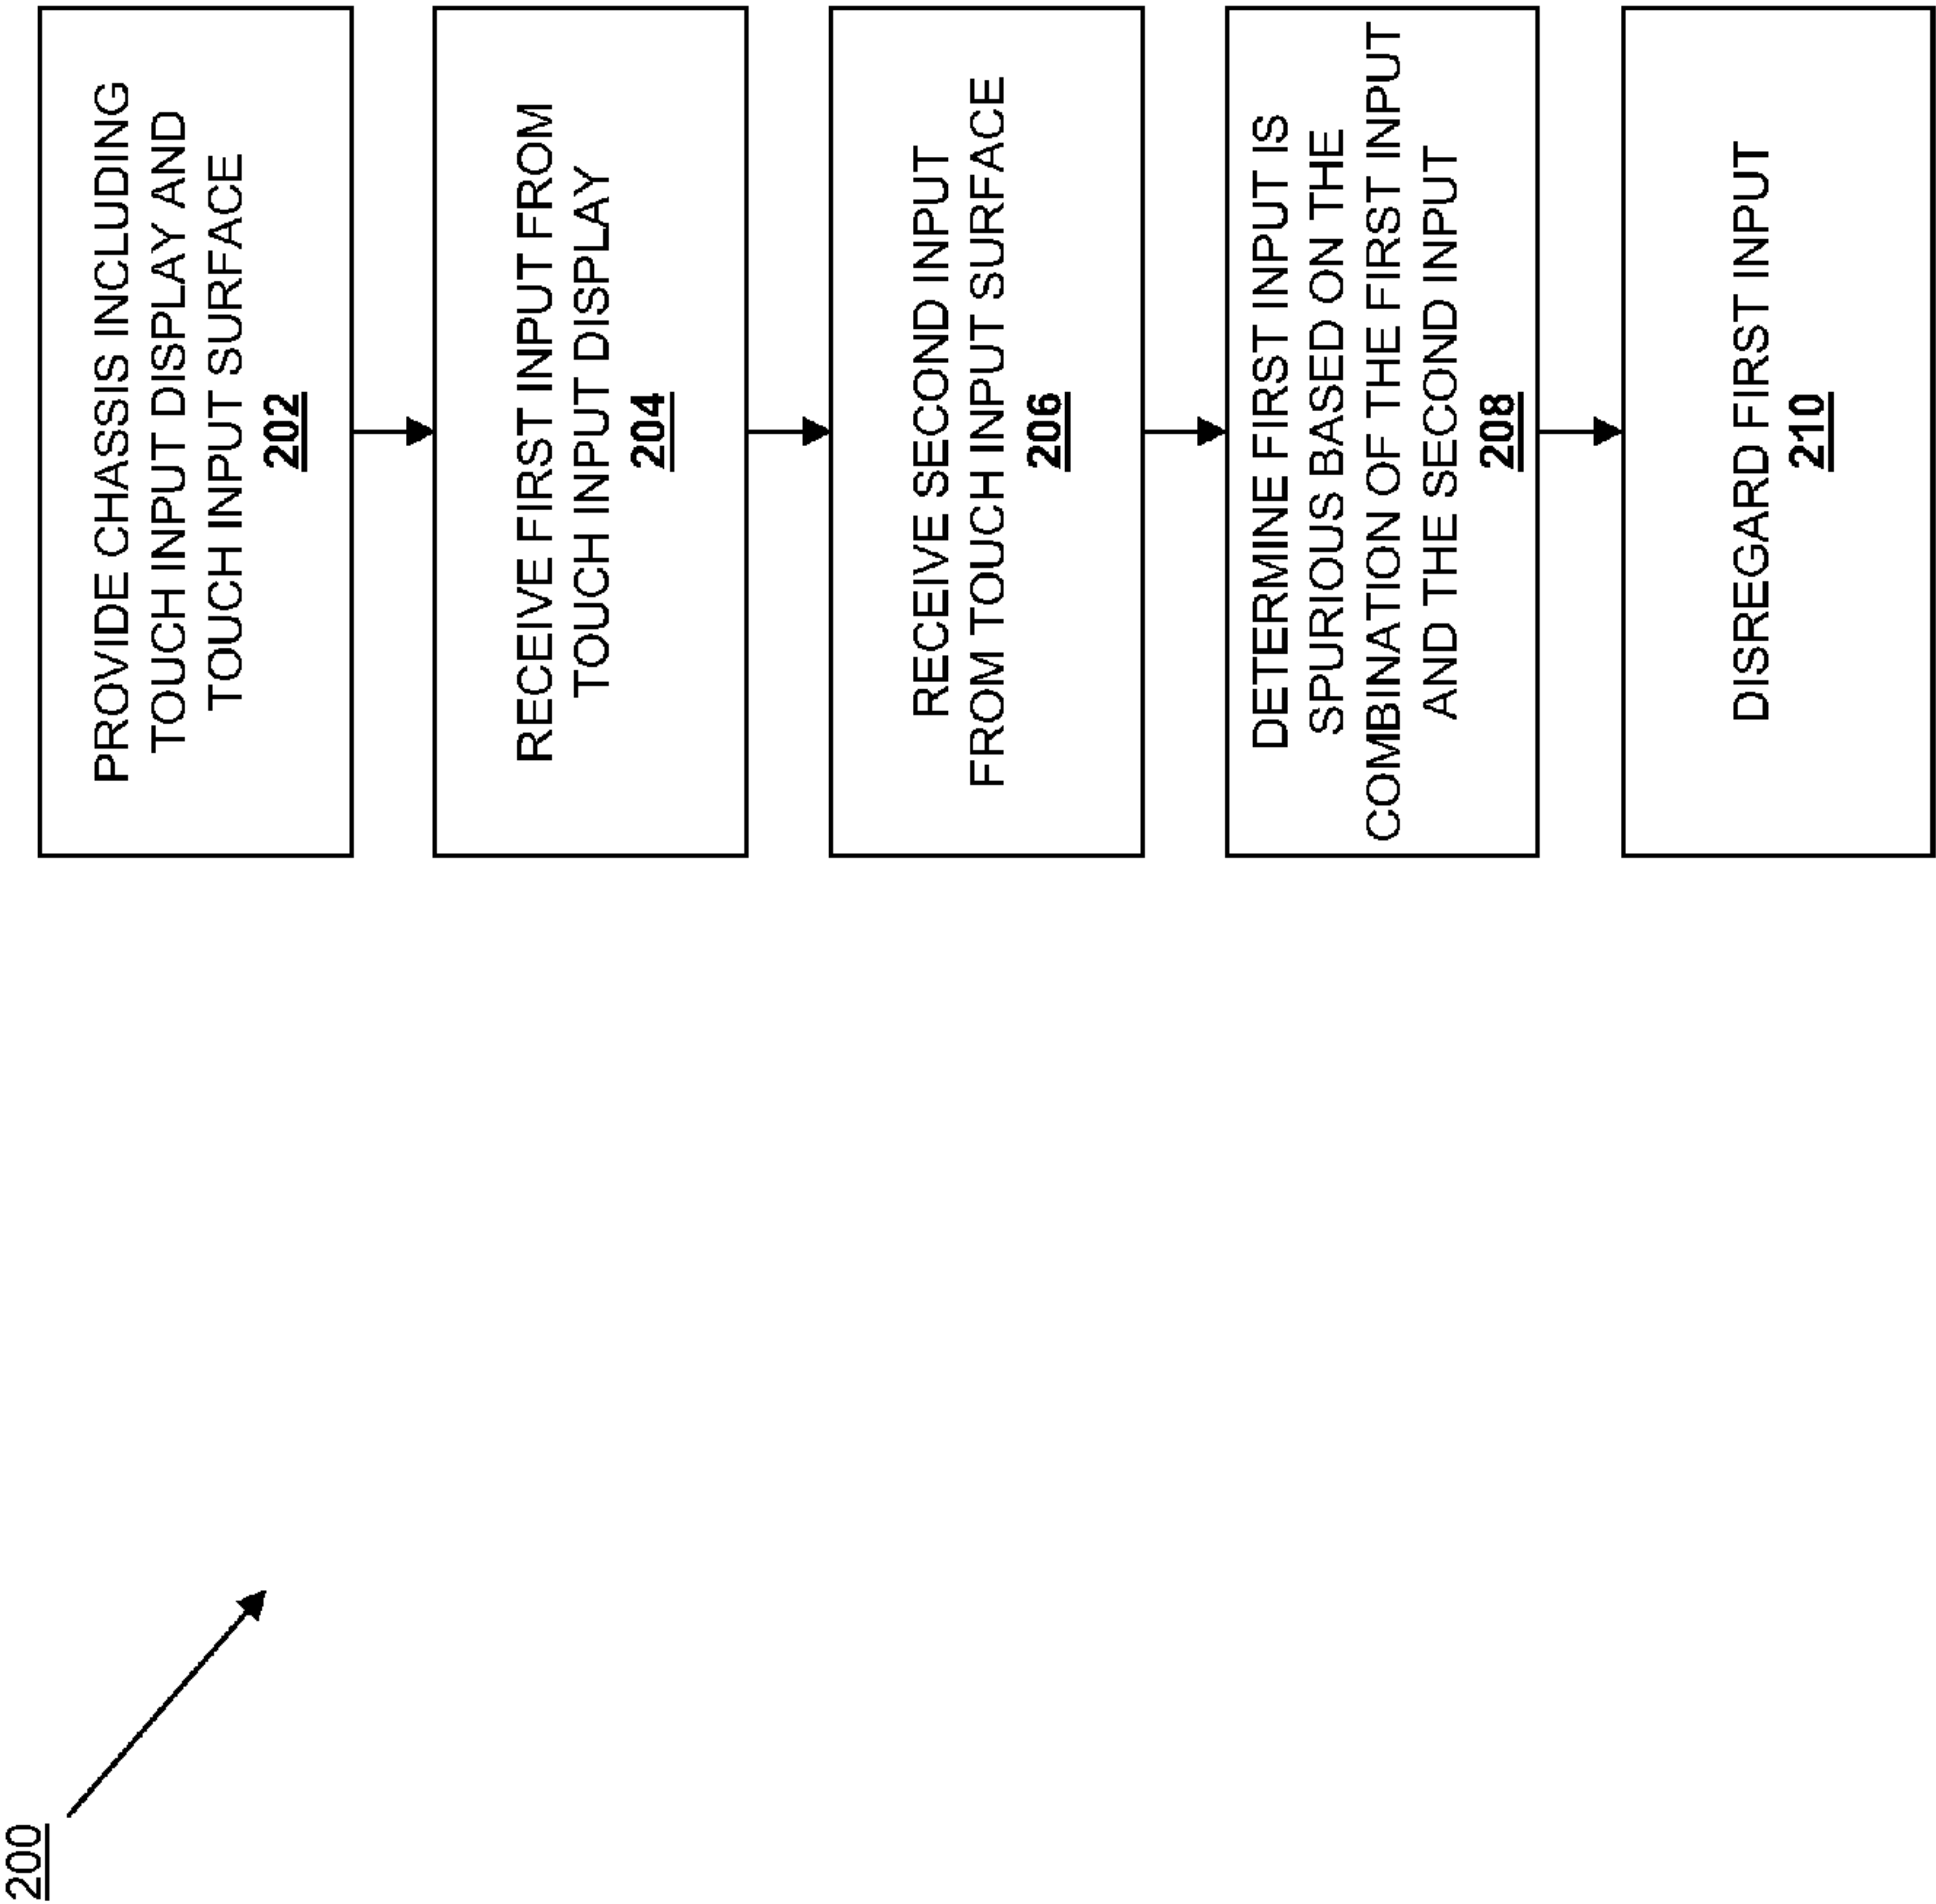 200
PROVIDE CHASSIS INCLUDING
TOUCH INPUT DISPLAY AND
TOUCH INPUT SURFACE
202
RECEIVE FIRST INPUT FROM
TOUCH INPUT DISPLAY
204
RECEIVE SECOND INPUT
FROM TOUCH INPUT SURFACE
206
DETERMINE FIRST INPUT IS
SPURIOUS BASED ON THE
COMBINATION OF THE FIRST INPUT
AND THE SECOND INPUT
208
DISREGARD FIRST INPUT
210